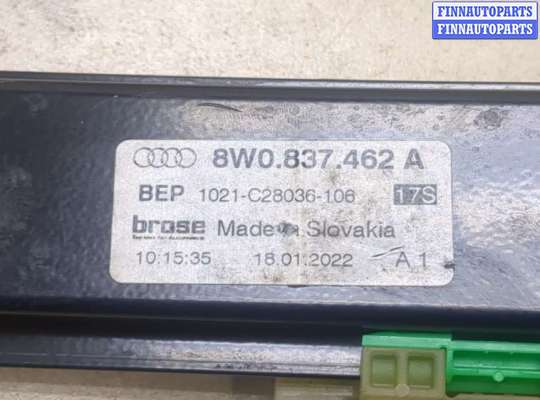 FINNAUTOPARTS
FINNAUTOPARTS
8W0.837.462 A
BEP 1021-C28036-106 17S
brose Made Slovakia
10:15:35 18.01.2022 A1